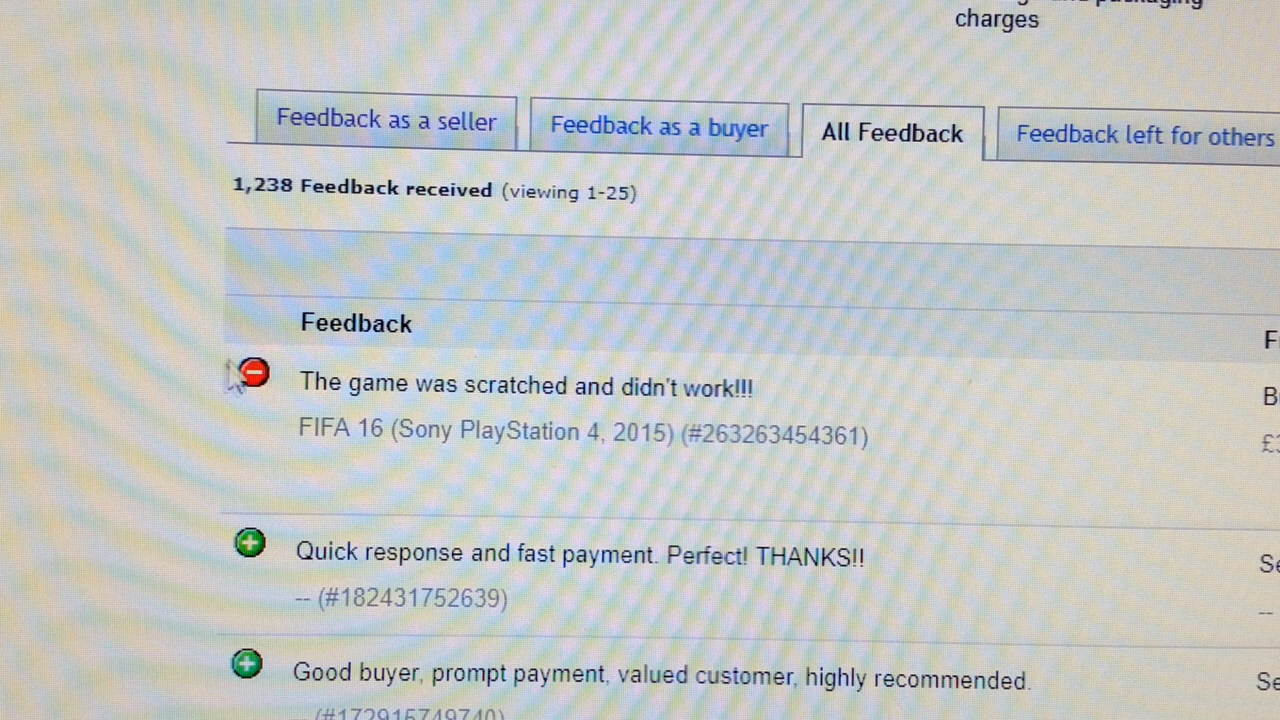 charges
Feedback as a seller
Feedback as a buyer
All Feedback
Feedback left for others
1,238 Feedback received (viewing 1-25)
Feedback
The game was scratched and didn't work!!!
FIFA 16 (Sony PlayStation 4, 2015) (#263263454361)
Quick response and fast payment. Perfect! THANKS!!
-- (#182431752639)
--
Good buyer, prompt payment, valued customer, highly recommended.